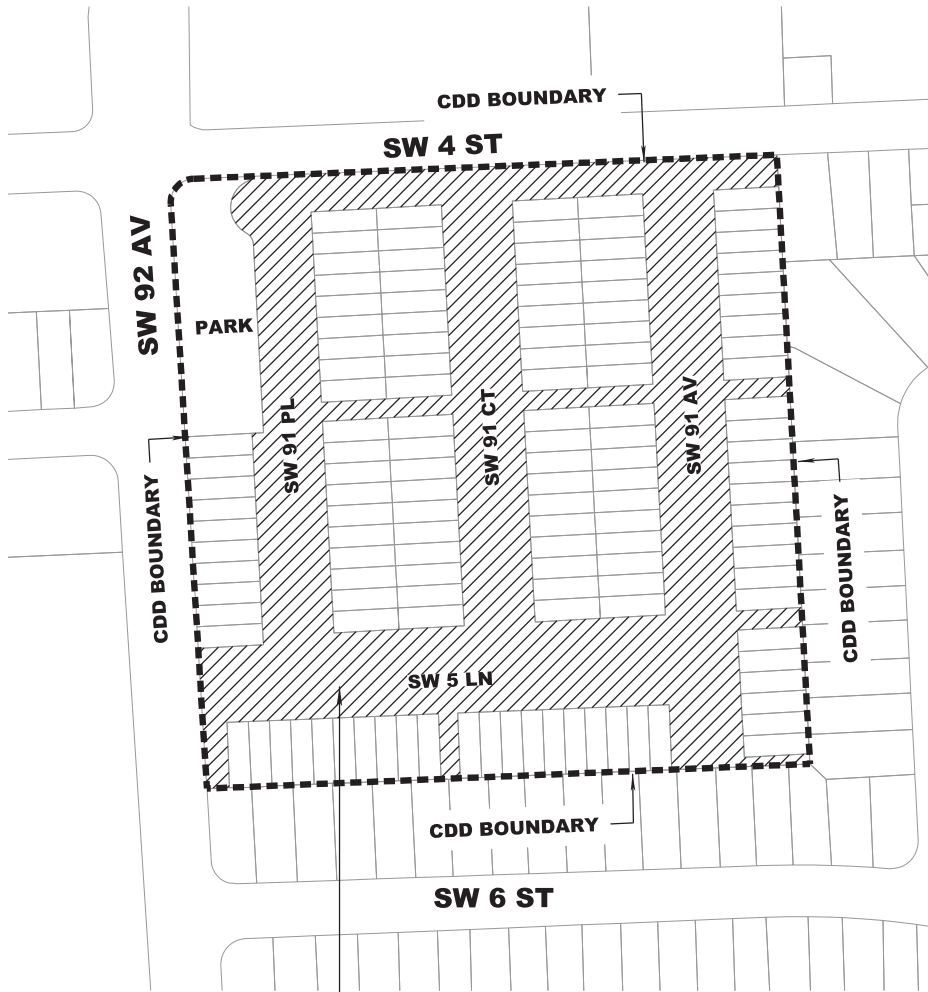 CDD BOUNDARY
SW 4 ST
SW 92 AV
PARK
SW 91 PL
SW 91 CT
SW 91 AV
CDD BOUNDARY
CDD BOUNDARY
SW 5 LN
CDD BOUNDARY
SW 6 ST